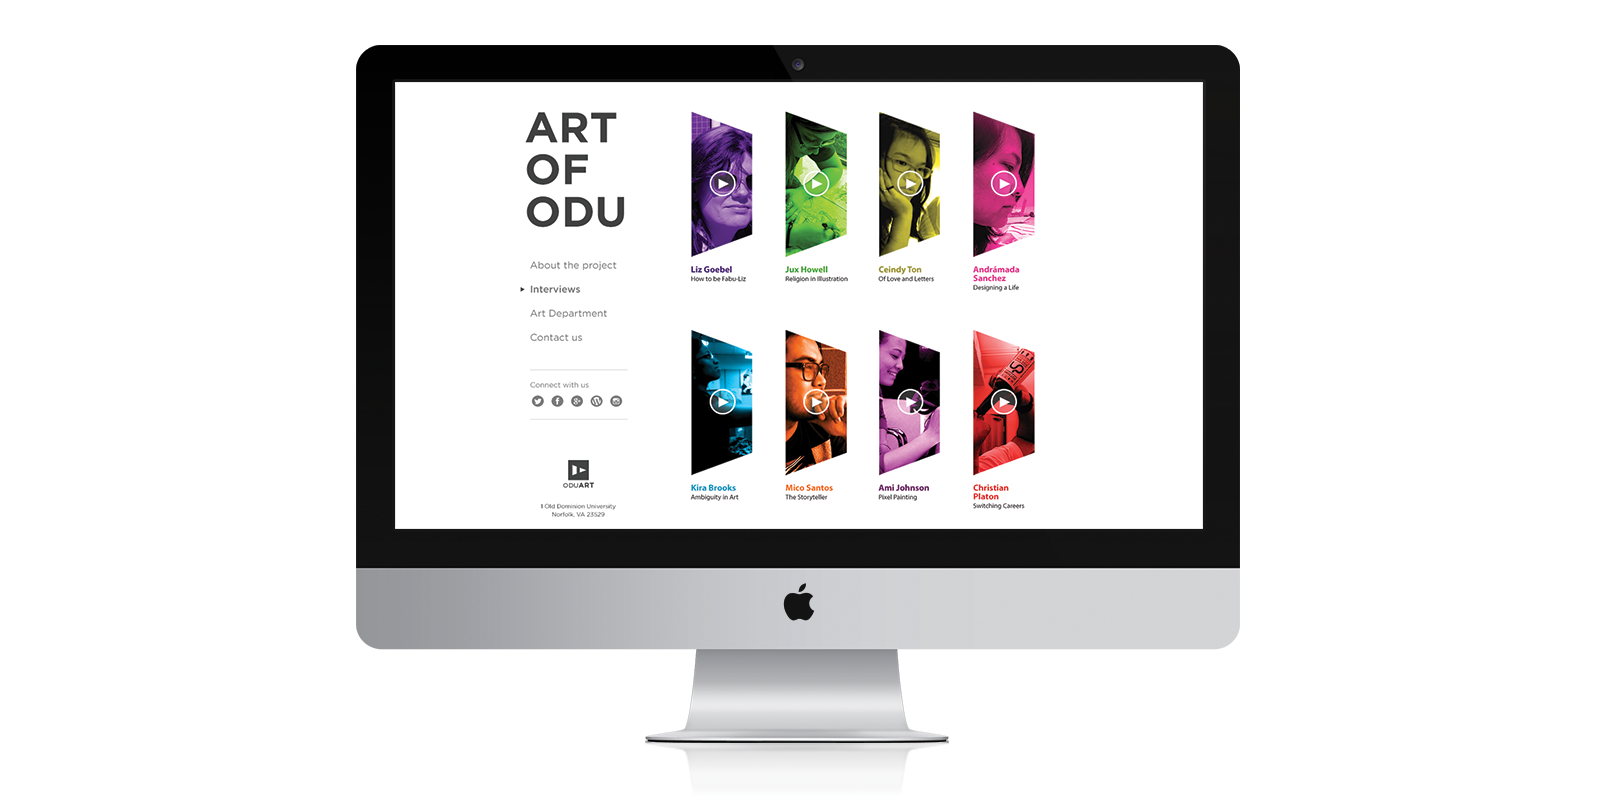 ART
OF
ODU
About the project
Interviews
Art Department
Contact us
Connect with us
ODUART
I Old Dominion University
Norfolk, VA 23529
Liz Goebel
How to be Fabu-Liz
Jux Howell
Religion in Illustration
Ceindy Ton
Of Love and Letters
Andrámada
Sanchez
Designing a Life
Kira Brooks
Ambiguity in Art
Mico Santos
The Storyteller
Ami Johnson
Pixel Painting
Christian
Platon
Switching Careers